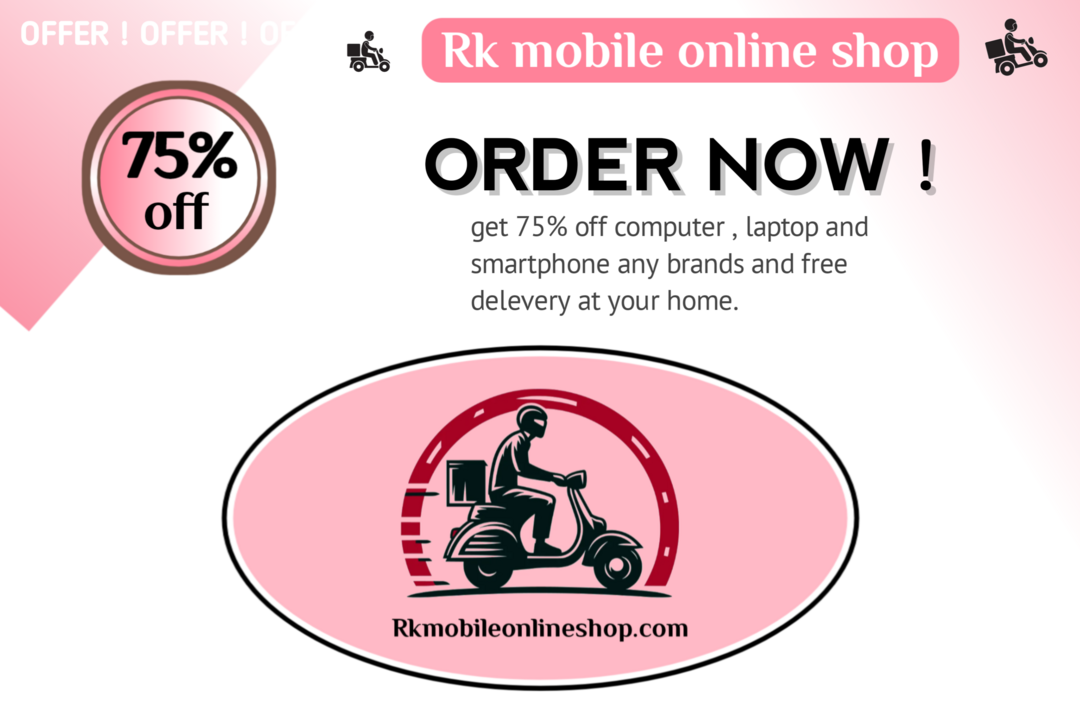 OFFER ! OFFER ! OF
Rk mobile online shop
75%
off
ORDER NOW !
get 75% off computer , laptop and
smartphone any brands and free
delevery at your home.
Rkmobileonlineshop.com